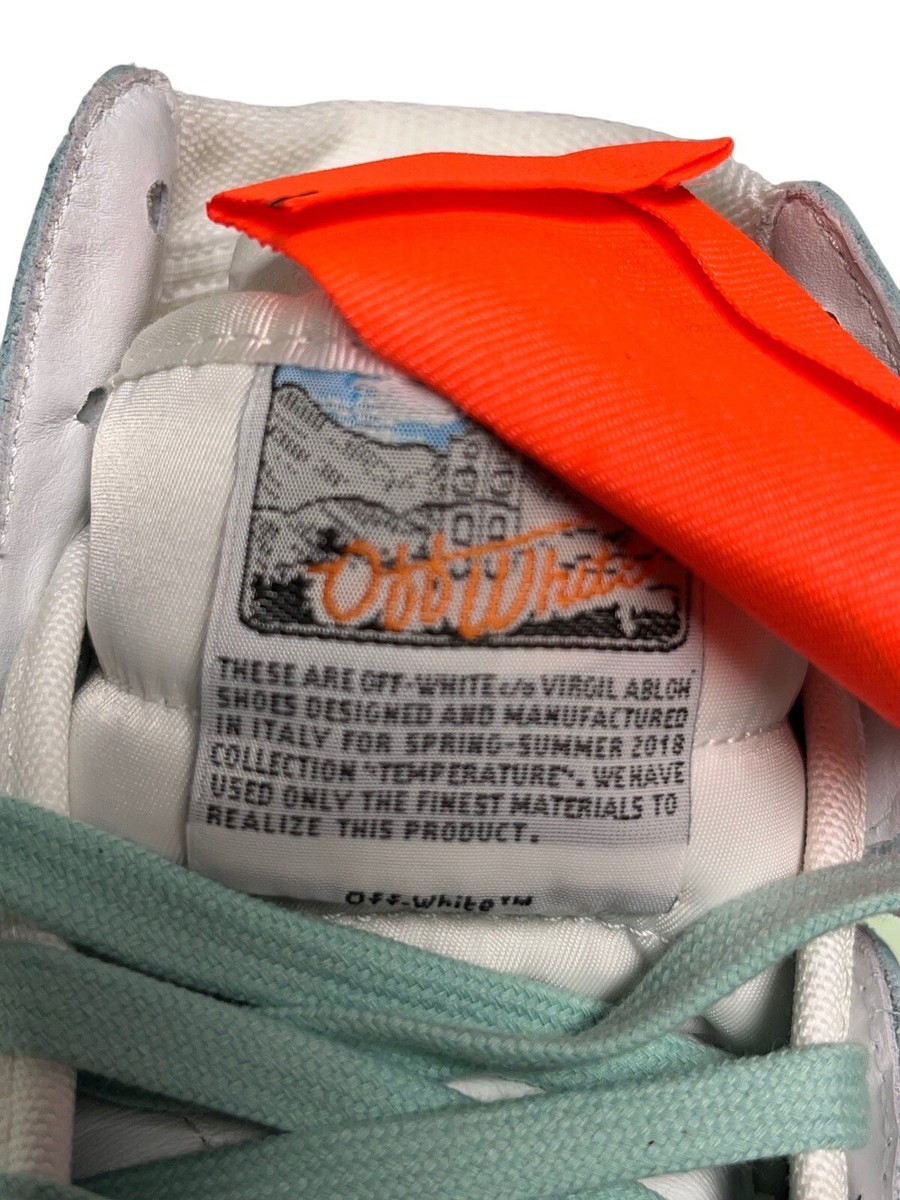 Off White
THESE ARE OFF-WHITE c/o VIRGIL ABLOH
SHOES DESIGNED AND MANUFACTURED
IN ITALY FOR SPRING-SUMMER 2018
COLLECTION "TEMPERATURE". WE HAVE
USED ONLY THE FINEST MATERIALS TO
REALIZE THIS PRODUCT.
Off-White™